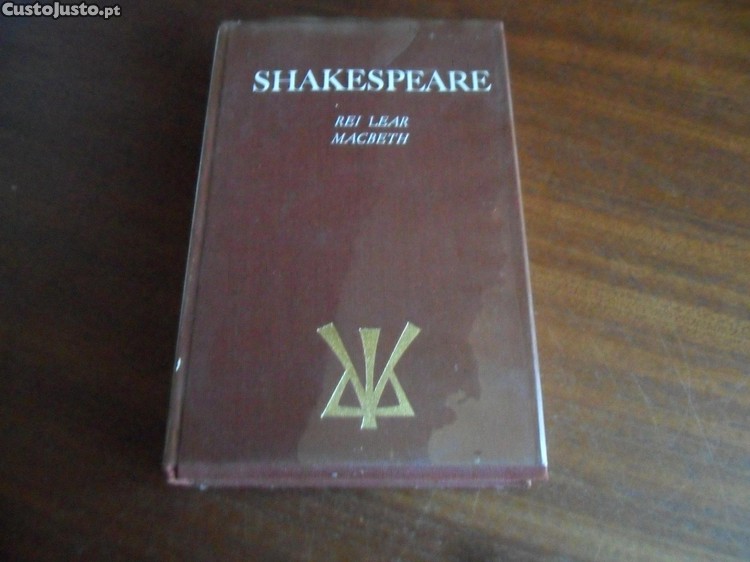 CustoJusto.pt
SHAKESPEARE
REI LEAR
MACBETH